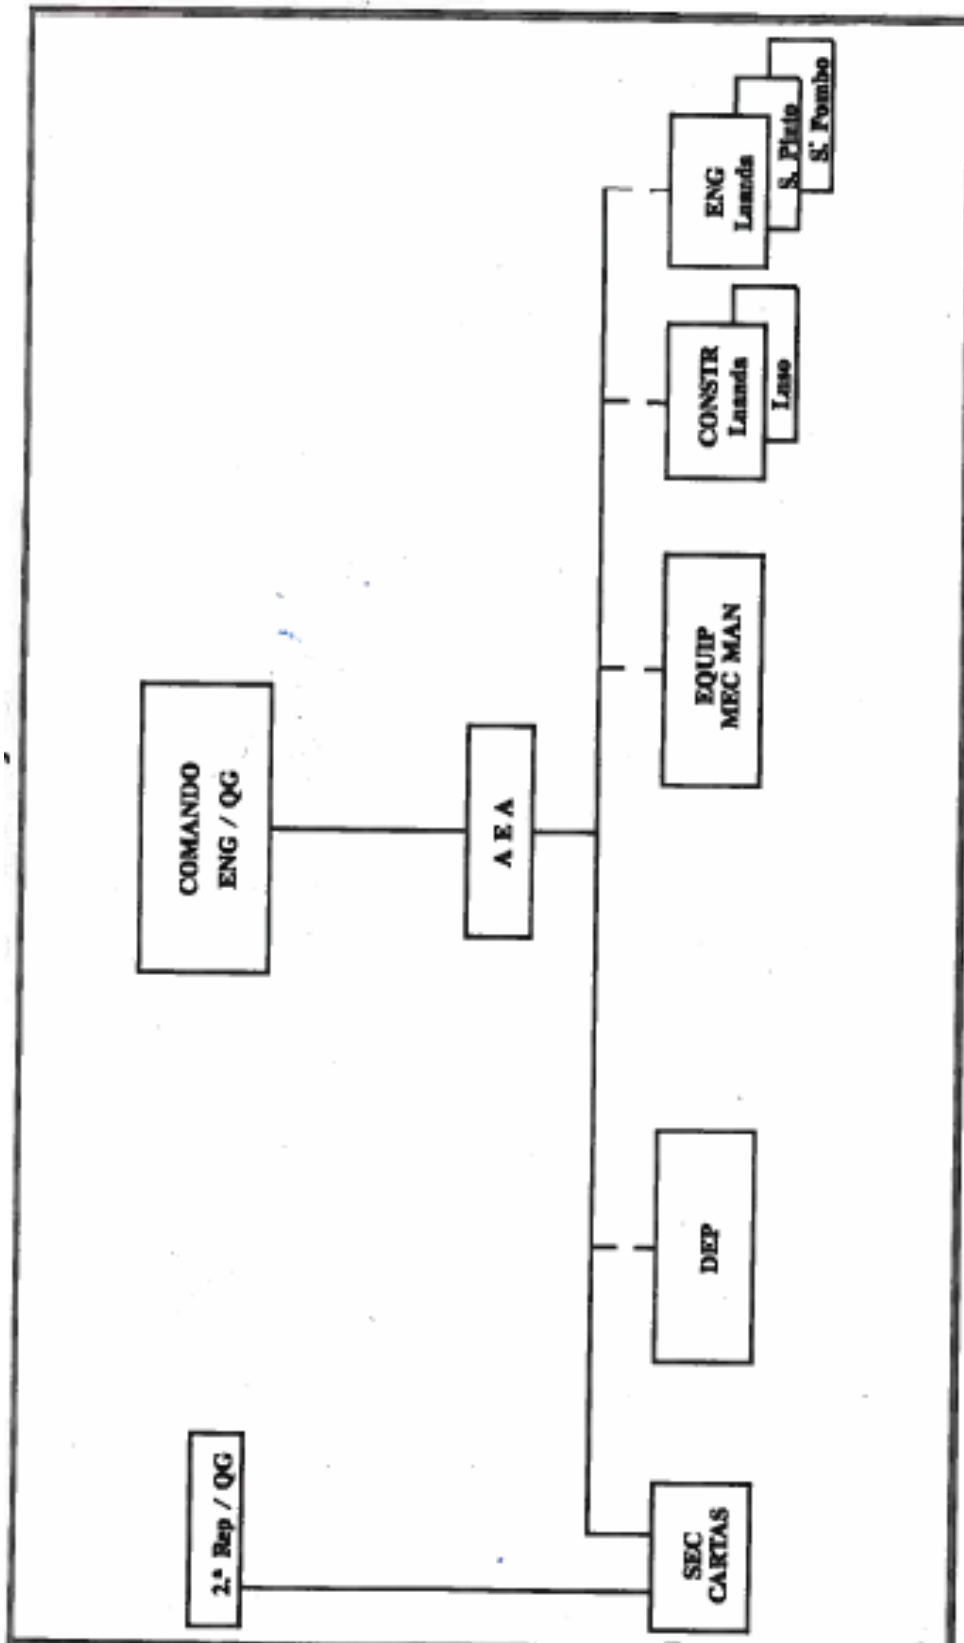 COMANDO
ENG / QG
2.ª Rep / QG
A E A
SEC
CARTAS
DEP
EQUIP
MEC MAN
CONSTR
Luanda
Luso
ENG
Luanda
S. Pinto
S. Pombo